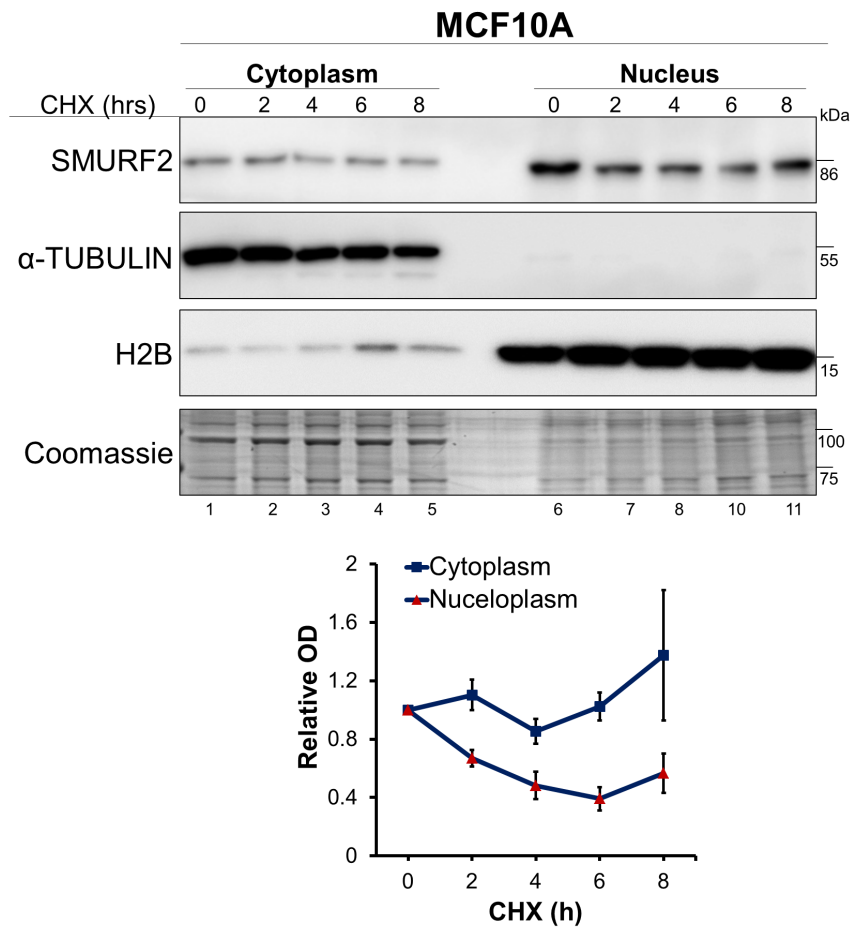 MCF10A
Cytoplasm Nucleus
CHX (hrs) 0 2 4 6 8 0 2 4 6 8 kDa
SMURF2 86
α-TUBULIN 55
H2B 15
Coomassie 100
75
1 2 3 4 5 6 7 8 10 11
2 Cytoplasm
Nuceloplasm
1.6
1.2
0.8
0.4
0
Relative OD
0 2 4 6 8
CHX (h)